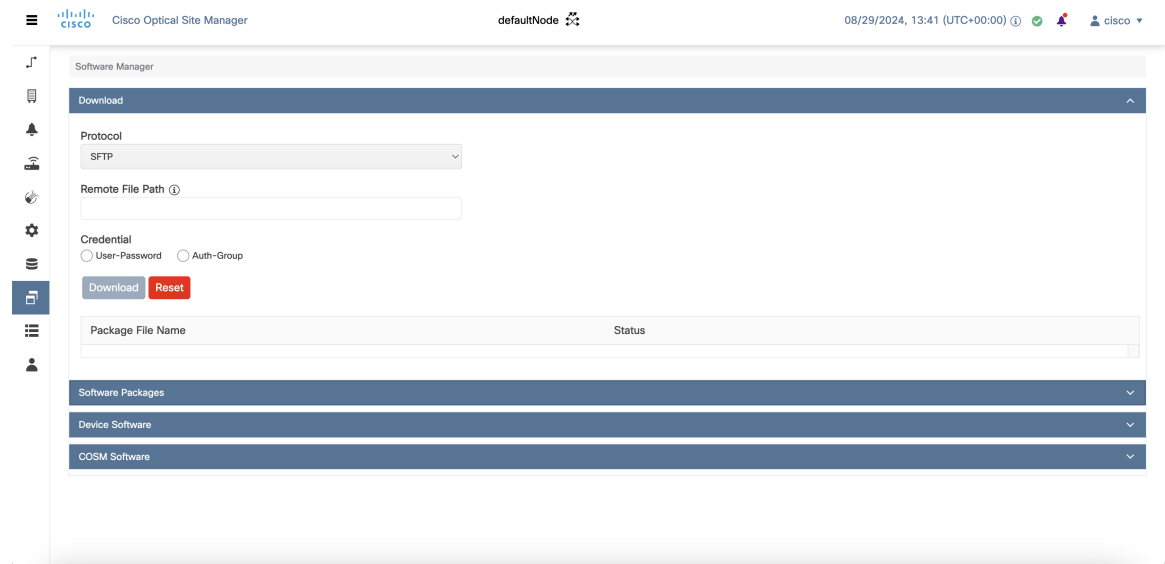 cisco
Cisco Optical Site Manager
defaultNode
08/29/2024, 13:41 (UTC+00:00)
cisco
Software Manager
Download
Protocol
SFTP
Remote File Path
Credential
User-Password
Auth-Group
Download
Reset
Package File Name
Status
Software Packages
Device Software
COSM Software